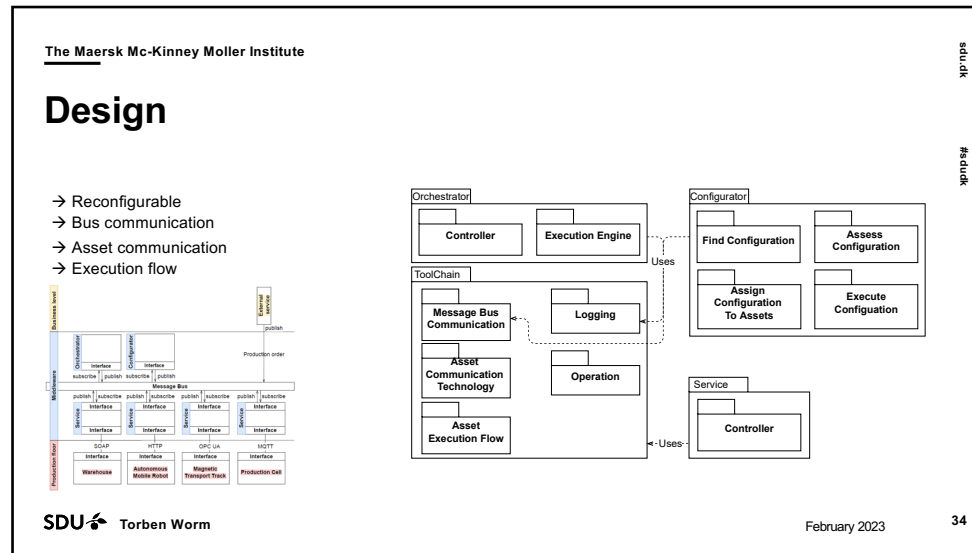 The Maersk Mc-Kinney Moller Institute
sdu.dk
#sdudk
Design
→ Reconfigurable
→ Bus communication
→ Asset communication
→ Execution flow
Business level
External service
publish
Middleware
Orchestrator
Interface
Configurator
Interface
Production order
subscribe publish subscribe publish
Message Bus
publish subscribe publish subscribe publish subscribe publish subscribe
Service
Interface
Interface
Service
Interface
Interface
Service
Interface
Interface
Service
Interface
Interface
Production floor
SOAP
HTTP
OPC UA
MQTT
Interface
Warehouse
Interface
Autonomous
Mobile Robot
Interface
Magnetic
Transport Track
Interface
Production Cell
Orchestrator
Controller
Execution Engine
Uses
Configurator
Find Configuration
Assess
Configuration
Assign
Configuration
To Assets
Execute
Configuation
ToolChain
Message Bus
Communication
Logging
Asset
Communication
Technology
Operation
Asset
Execution Flow
Uses
Service
Controller
SDU
Torben Worm
February 2023
34